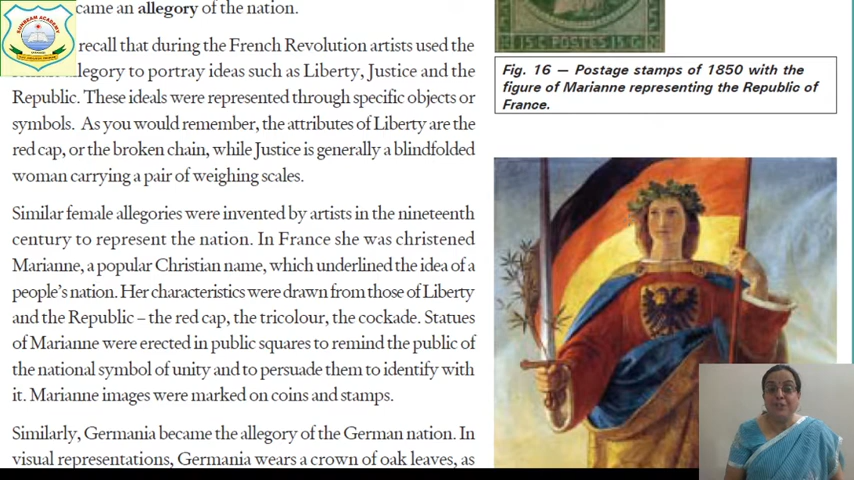 SUNBEAM ACADEMY
came an allegory of the nation.
recall that during the French Revolution artists used the
allegory to portray ideas such as Liberty, Justice and the
Republic. These ideals were represented through specific objects or
symbols. As you would remember, the attributes of Liberty are the
red cap, or the broken chain, while Justice is generally a blindfolded
woman carrying a pair of weighing scales.
Similar female allegories were invented by artists in the nineteenth
century to represent the nation. In France she was christened
Marianne, a popular Christian name, which underlined the idea of a
people's nation. Her characteristics were drawn from those of Liberty
and the Republic – the red cap, the tricolour, the cockade. Statues
of Marianne were erected in public squares to remind the public of
the national symbol of unity and to persuade them to identify with
it. Marianne images were marked on coins and stamps.
Similarly, Germania became the allegory of the German nation. In
visual representations, Germania wears a crown of oak leaves, as
15 C POSTES 15 C
Fig. 16 — Postage stamps of 1850 with the
figure of Marianne representing the Republic of
France.